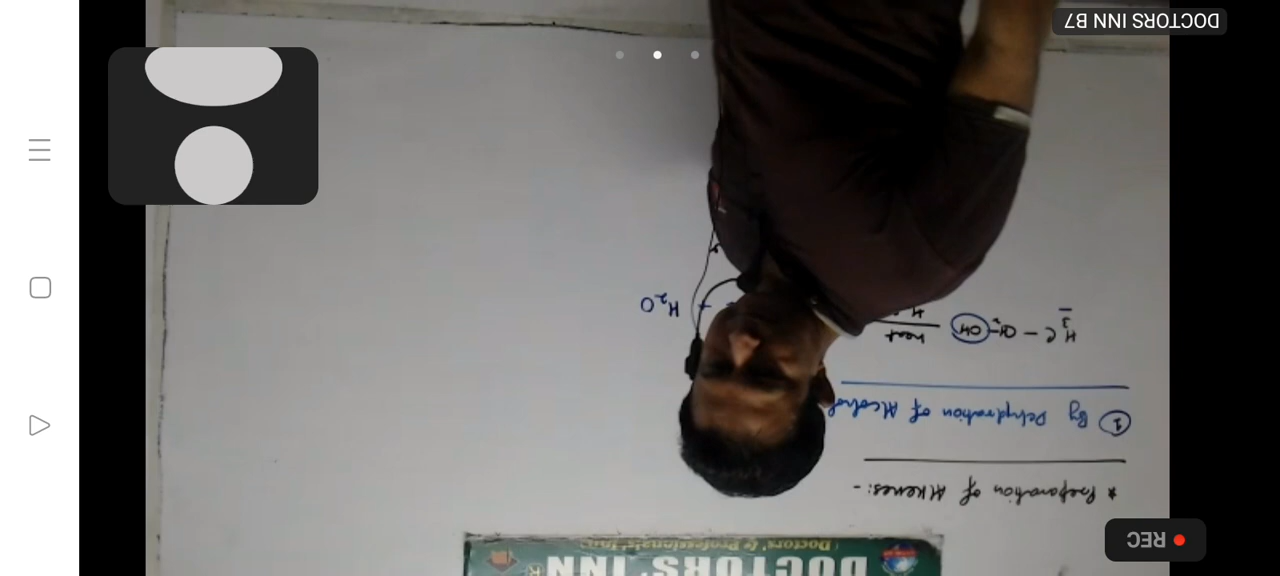 REC
DOCTORS' INN
Doctors' & Professionals' Inn
* Preparation of Alkenes:-
① By Dehydration of Alcohol
H3C - CH2-OH heat + H2O
DOCTORS INN B7